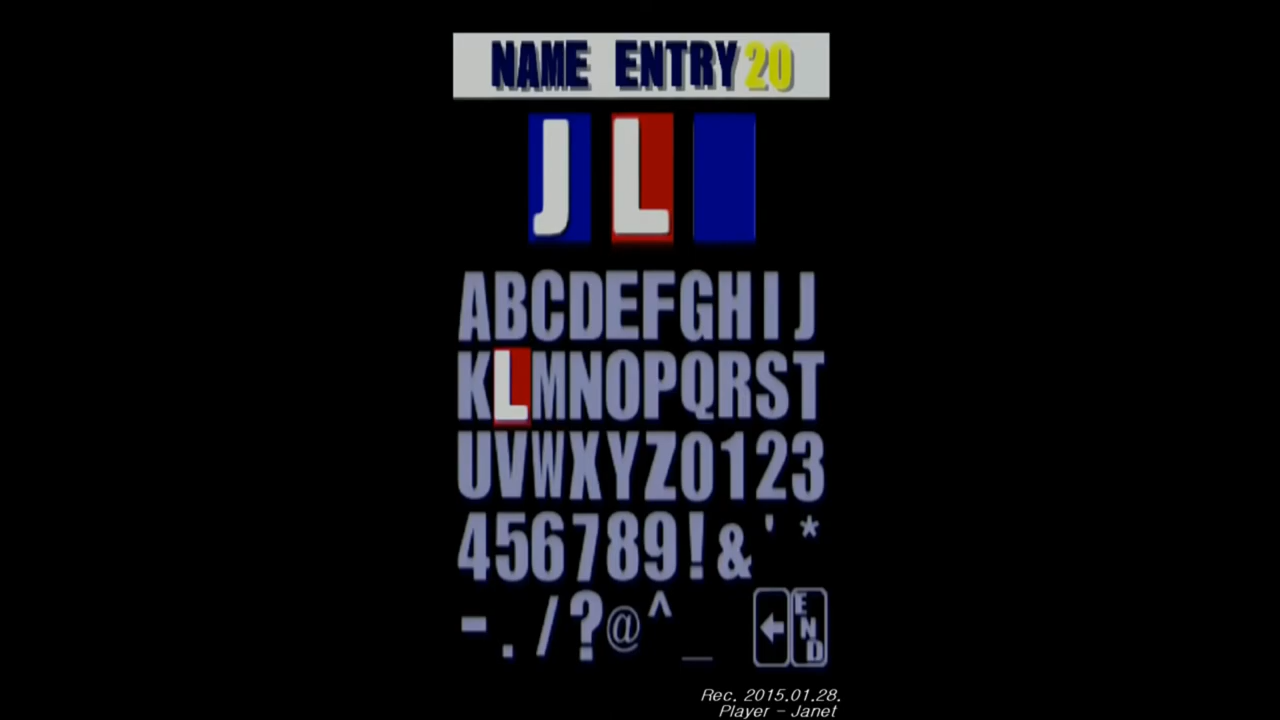 NAME ENTRY 20
J L
ABCDEFGHIJ
KLMNOPQRST
UVWXYZ0123
456789!&'*
-./?@^_ ← END
Rec. 2015.01.28.
Player - Janet